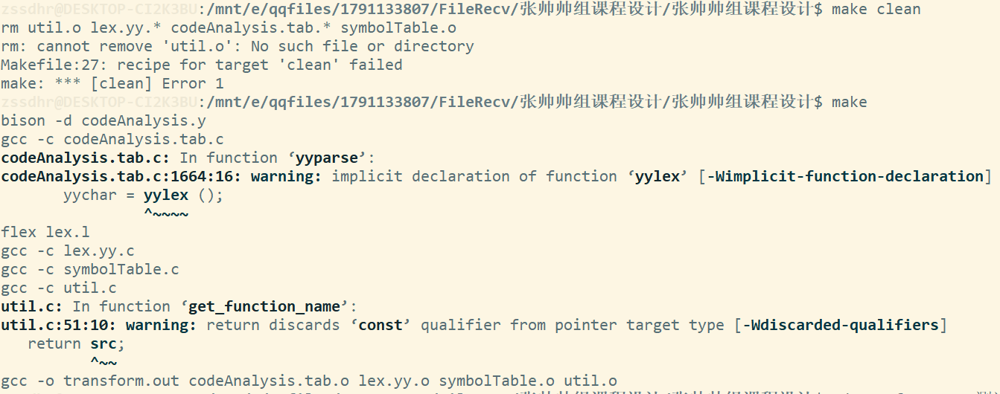 zssdhr@DESKTOP-CI2K3BU:/mnt/e/qqfiles/1791133807/FileRecv/张帅帅组课程设计/张帅帅组课程设计$ make clean
rm util.o lex.yy.* codeAnalysis.tab.* symbolTable.o
rm: cannot remove 'util.o': No such file or directory
Makefile:27: recipe for target 'clean' failed
make: *** [clean] Error 1
zssdhr@DESKTOP-CI2K3BU:/mnt/e/qqfiles/1791133807/FileRecv/张帅帅组课程设计/张帅帅组课程设计$ make
bison -d codeAnalysis.y
gcc -c codeAnalysis.tab.c
codeAnalysis.tab.c: In function ‘yyparse’:
codeAnalysis.tab.c:1664:16: warning: implicit declaration of function ‘yylex’ [-Wimplicit-function-declaration]
       yychar = yylex ();
                ^~~~~
flex lex.l
gcc -c lex.yy.c
gcc -c symbolTable.c
gcc -c util.c
util.c: In function ‘get_function_name’:
util.c:51:10: warning: return discards ‘const’ qualifier from pointer target type [-Wdiscarded-qualifiers]
   return src;
          ^~~
gcc -o transform.out codeAnalysis.tab.o lex.yy.o symbolTable.o util.o